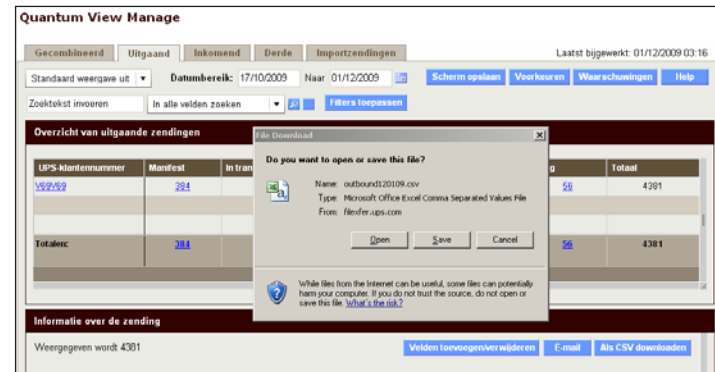 Quantum View Manage
Gecombineerd Uitgaand Inkomend Derde Importzendingen Laatst bijgewerkt: 01/12/2009 03:16
Standaard weergave uit Datumbereik: 17/10/2009 Naar 01/12/2009 Scherm opslaan Voorkeuren Waarschuwingen Help
Zoektekst invoeren In alle velden zoeken Filters toepassen
Overzicht van uitgaande zendingen
File Download
Do you want to open or save this file?
UPS-klantennummer Manifest In tran g Totaal
Name: outbound120109.csv
V69V69 384 56 4381
Type: Microsoft Office Excel Comma Separated Values File
From: filexfer.ups.com
Open Save Cancel
Totalen: 384 56 4381
While files from the Internet can be useful, some files can potentially
harm your computer. If you do not trust the source, do not open or
save this file. What's the risk?
Informatie over de zending
Weergegeven wordt 4381 Velden toevoegen/verwijderen E-mail Als CSV downloaden